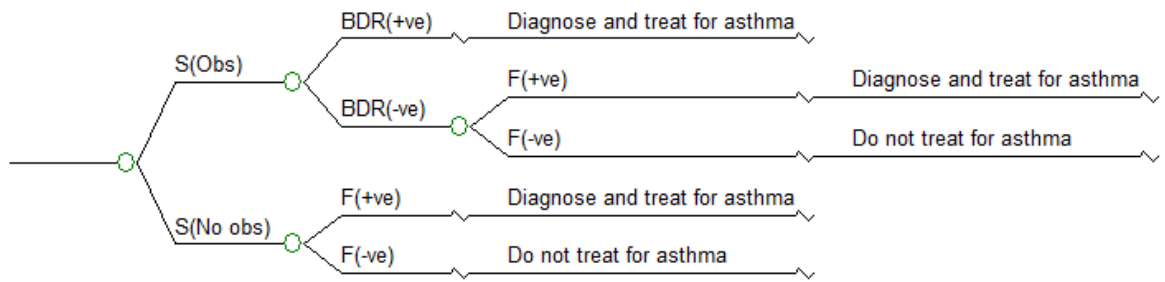 BDR(+ve) Diagnose and treat for asthma
S(Obs)
F(+ve) Diagnose and treat for asthma
BDR(-ve)
F(-ve) Do not treat for asthma
F(+ve) Diagnose and treat for asthma
S(No obs)
F(-ve) Do not treat for asthma